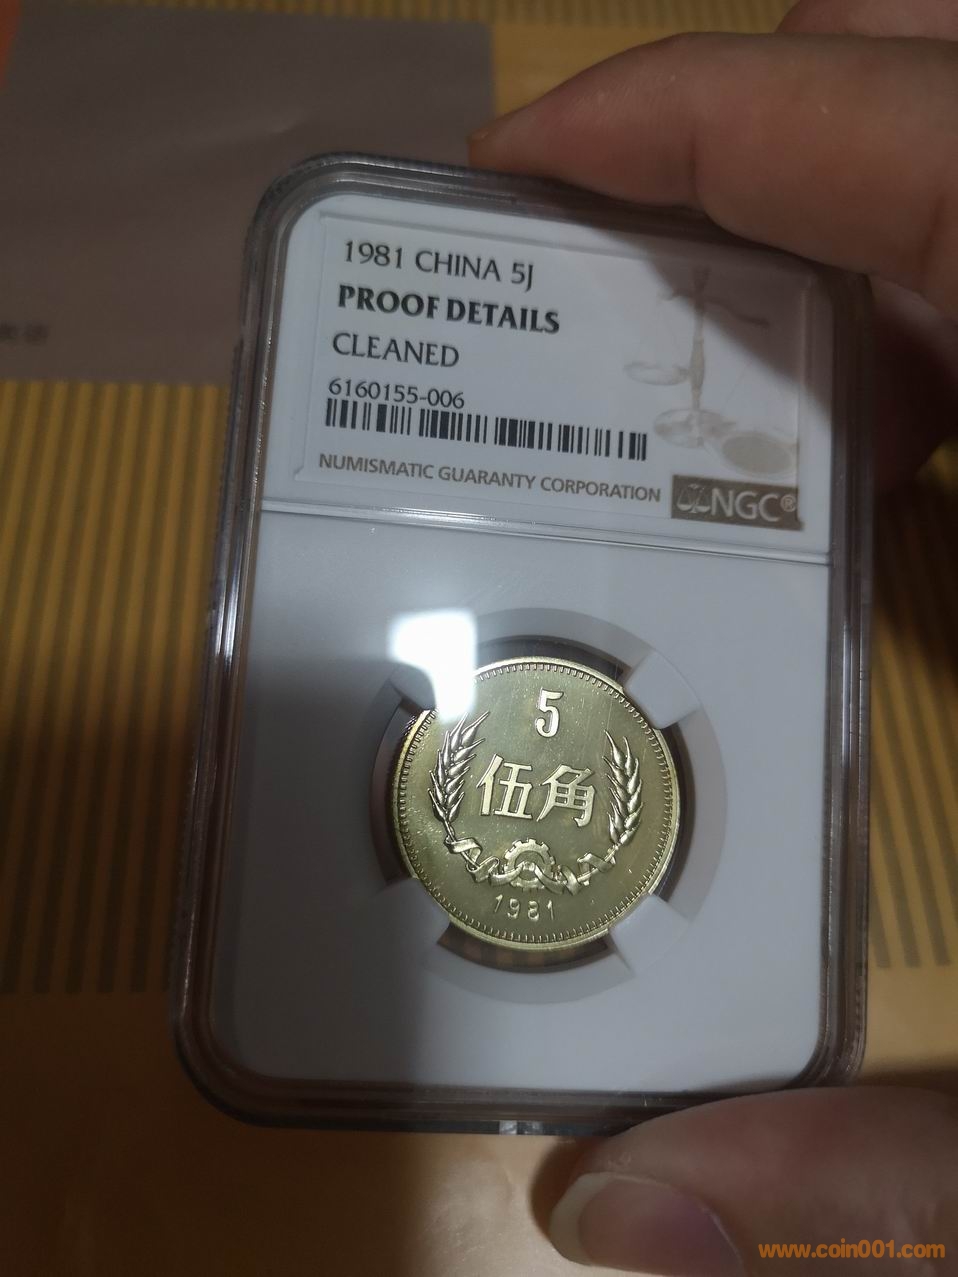 1981 CHINA 5J
PROOF DETAILS
CLEANED
6160155-006
NUMISMATIC GUARANTY CORPORATION
NGC®
5
伍角
1981
www.coin001.com